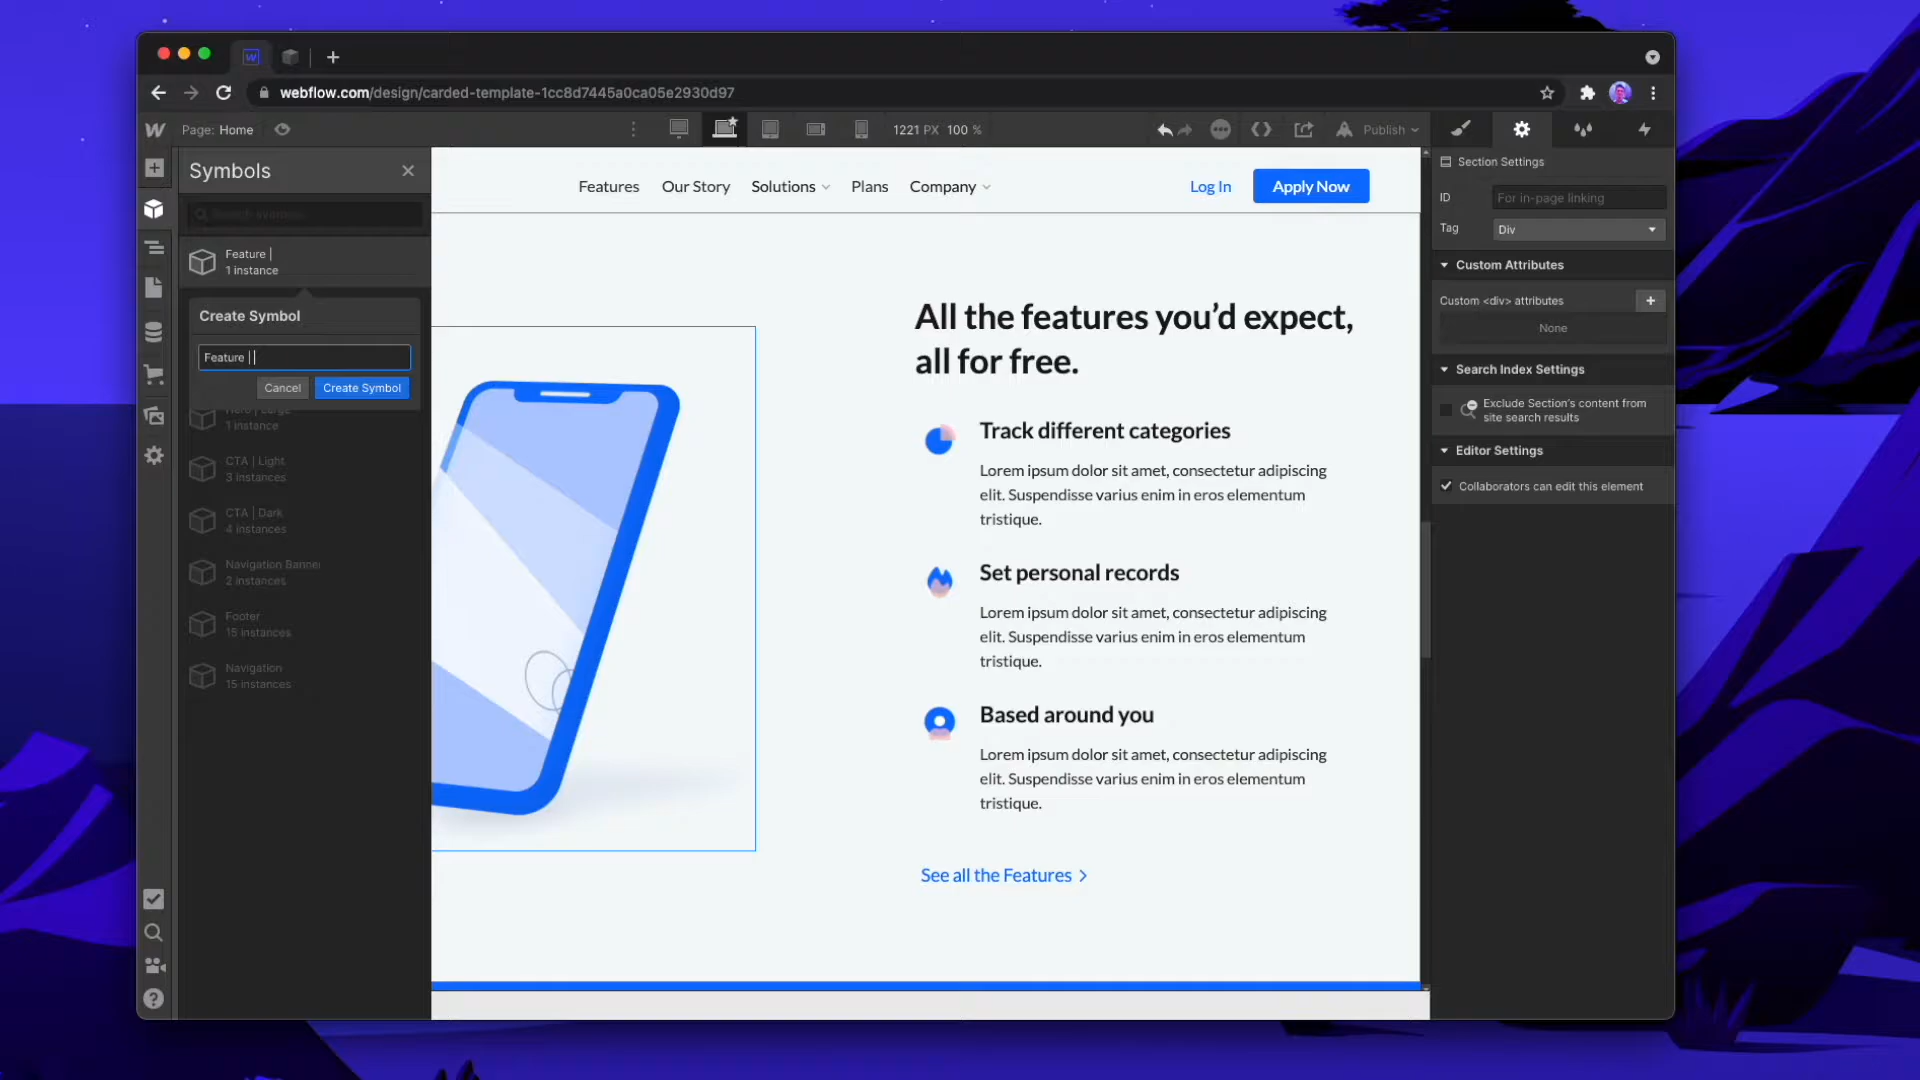 webflow.com/design/carded-template-1cc8d7445a0ca05e2930d97
Page: Home
1221 PX 100 %
Publish
Symbols
Feature |
1 instance
Create Symbol
Feature |
Cancel
Create Symbol
Hero | Large
1 instance
CTA | Light
3 instances
CTA | Dark
4 instances
Navigation Banner
2 instances
Footer
15 instances
Navigation
15 instances
Features
Our Story
Solutions
Plans
Company
Log In
Apply Now
All the features you’d expect,
all for free.
Track different categories
Lorem ipsum dolor sit amet, consectetur adipiscing
elit. Suspendisse varius enim in eros elementum
tristique.
Set personal records
Lorem ipsum dolor sit amet, consectetur adipiscing
elit. Suspendisse varius enim in eros elementum
tristique.
Based around you
Lorem ipsum dolor sit amet, consectetur adipiscing
elit. Suspendisse varius enim in eros elementum
tristique.
See all the Features
Section Settings
ID
For in-page linking
Tag
Div
Custom Attributes
Custom <div> attributes
None
Search Index Settings
Exclude Section's content from
site search results
Editor Settings
Collaborators can edit this element